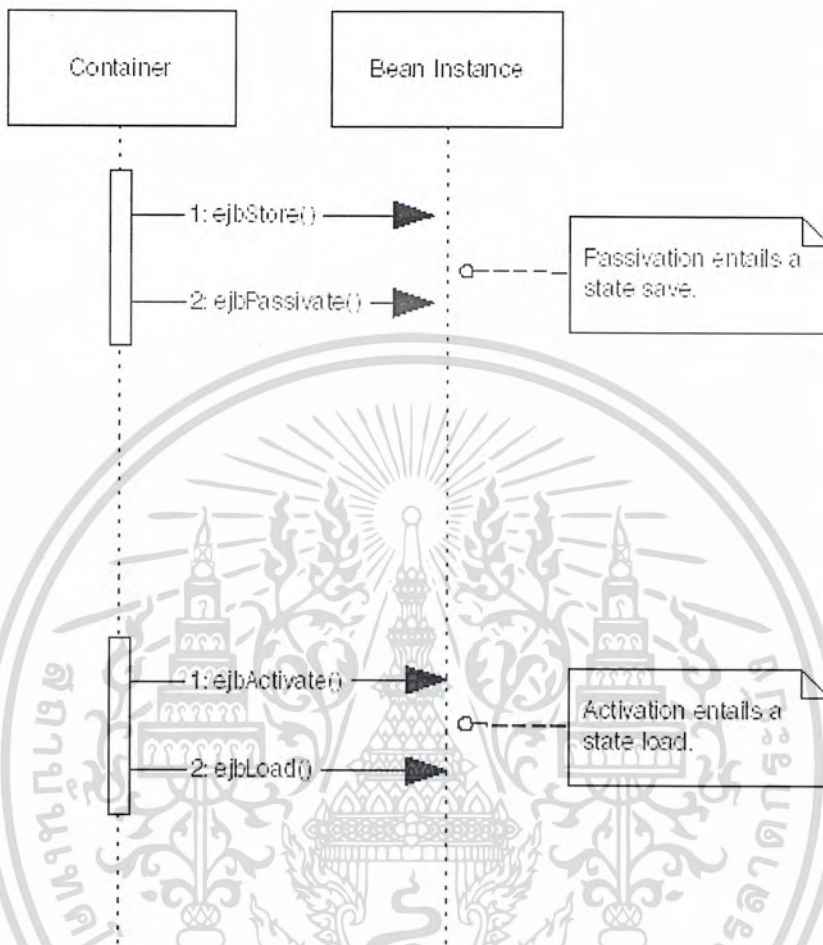 Container
Bean Instance
1: ejbStore()
Passivation entails a
state save.
2: ejbPassivate()
1: ejbActivate()
Activation entails a
state load.
2: ejbLoad()